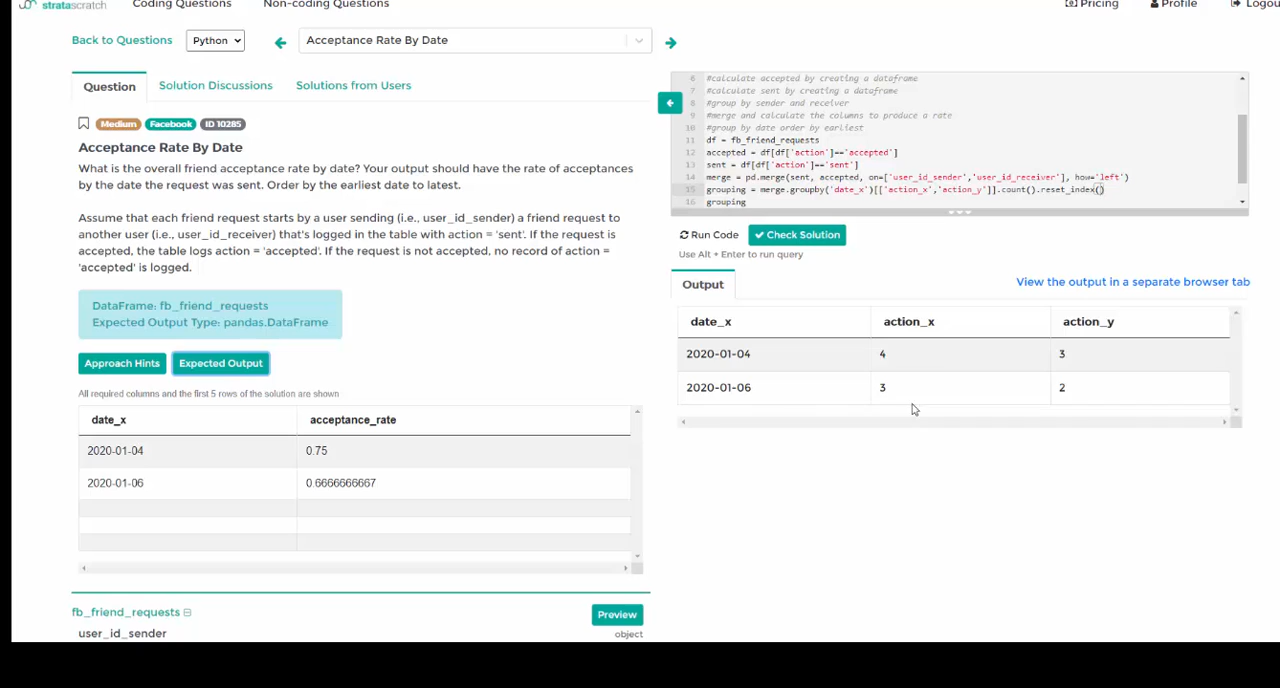 stratascratch
Coding Questions
Non-coding Questions
Pricing
Profile
Logou
Back to Questions
Python
Acceptance Rate By Date
Question
Solution Discussions
Solutions from Users
Medium
Facebook
ID 10285
Acceptance Rate By Date
What is the overall friend acceptance rate by date? Your output should have the rate of acceptances
by the date the request was sent. Order by the earliest date to latest.
Assume that each friend request starts by a user sending (i.e., user_id_sender) a friend request to
another user (i.e., user_id_receiver) that's logged in the table with action = 'sent'. If the request is
accepted, the table logs action = 'accepted'. If the request is not accepted, no record of action =
'accepted' is logged.
DataFrame: fb_friend_requests
Expected Output Type: pandas.DataFrame
Approach Hints
Expected Output
All required columns and the first 5 rows of the solution are shown
date_x acceptance_rate
2020-01-04 0.75
2020-01-06 0.6666666667
fb_friend_requests
Preview
user_id_sender
object
6 #calculate accepted by creating a dataframe
7 #calculate sent by creating a dataframe
8 #group by sender and receiver
9 #merge and calculate the columns to produce a rate
10 #group by date order by earliest
11 df = fb_friend_requests
12 accepted = df[df['action']=='accepted']
13 sent = df[df['action']=='sent']
14 merge = pd.merge(sent, accepted, on=['user_id_sender','user_id_receiver'], how='left')
15 grouping = merge.groupby('date_x')[['action_x','action_y']].count().reset_index()
16 grouping
Run Code
Check Solution
Use Alt + Enter to run query
Output
View the output in a separate browser tab
date_x action_x action_y
2020-01-04 4 3
2020-01-06 3 2